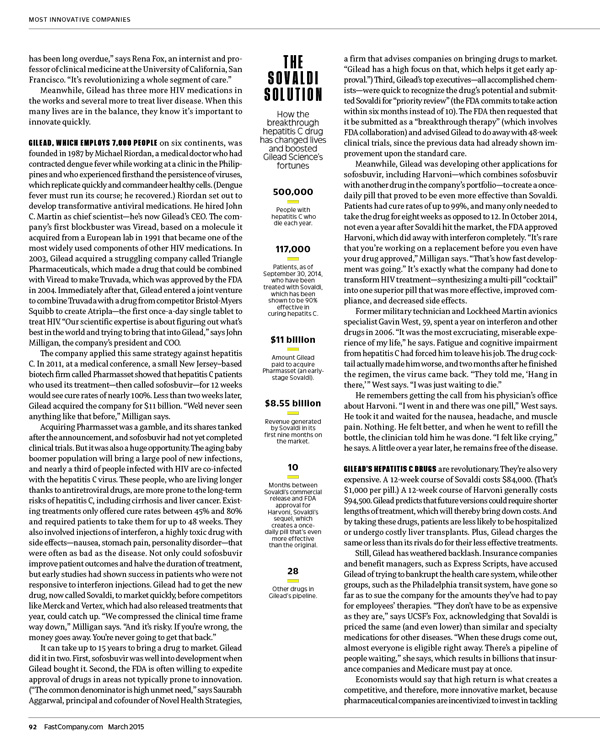 MOST INNOVATIVE COMPANIES
has been long overdue," says Rena Fox, an internist and pro-
fessor of clinical medicine at the University of California, San
Francisco. "It's revolutionizing a whole segment of care."
Meanwhile, Gilead has three more HIV medications in
the works and several more to treat liver disease. When this
many lives are in the balance, they know it's important to
innovate quickly.
GILEAD, WHICH EMPLOYS 7,000 PEOPLE on six continents, was
founded in 1987 by Michael Riordan, a medical doctor who had
contracted dengue fever while working at a clinic in the Philip-
pines and who experienced firsthand the persistence of viruses,
which replicate quickly and commandeer healthy cells. (Dengue
fever must run its course; he recovered.) Riordan set out to
develop transformative antiviral medications. He hired John
C. Martin as chief scientist—he's now Gilead's CEO. The com-
pany's first blockbuster was Viread, based on a molecule it
acquired from a European lab in 1991 that became one of the
most widely used components of other HIV medications. In
2003, Gilead acquired a struggling company called Triangle
Pharmaceuticals, which made a drug that could be combined
with Viread to make Truvada, which was approved by the FDA
in 2004. Immediately after that, Gilead entered a joint venture
to combine Truvada with a drug from competitor Bristol-Myers
Squibb to create Atripla—the first once-a-day single tablet to
treat HIV. "Our scientific expertise is about figuring out what's
best in the world and trying to bring that into Gilead," says John
Milligan, the company's president and COO.
The company applied this same strategy against hepatitis
C. In 2011, at a medical conference, a small New Jersey–based
biotech firm called Pharmasset showed that hepatitis C patients
who used its treatment—then called sofosbuvir—for 12 weeks
would see cure rates of nearly 100%. Less than two weeks later,
Gilead acquired the company for $11 billion. "We'd never seen
anything like that before," Milligan says.
Acquiring Pharmasset was a gamble, and its shares tanked
after the announcement, and sofosbuvir had not yet completed
clinical trials. But it was also a huge opportunity. The aging baby
boomer population will bring a large pool of new infections,
and nearly a third of people infected with HIV are co-infected
with the hepatitis C virus. These people, who are living longer
thanks to antiretroviral drugs, are more prone to the long-term
risks of hepatitis C, including cirrhosis and liver cancer. Exist-
ing treatments only offered cure rates between 45% and 80%
and required patients to take them for up to 48 weeks. They
also involved injections of interferon, a highly toxic drug with
side effects—nausea, stomach pain, personality disorder—that
were often as bad as the disease. Not only could sofosbuvir
improve patient outcomes and halve the duration of treatment,
but early studies had shown success in patients who were not
responsive to interferon injections. Gilead had to get the new
drug, now called Sovaldi, to market quickly, before competitors
like Merck and Vertex, which had also released treatments that
year, could catch up. "We compressed the clinical time frame
way down," Milligan says. "And it's risky. If you're wrong, the
money goes away. You're never going to get that back."
It can take up to 15 years to bring a drug to market. Gilead
did it in two. First, sofosbuvir was well into development when
Gilead bought it. Second, the FDA is often willing to expedite
approval of drugs in areas not typically prone to innovation.
("The common denominator is high unmet need," says Saurabh
Aggarwal, principal and cofounder of Novel Health Strategies,
THE
SOVALDI
SOLUTION
How the
breakthrough
hepatitis C drug
has changed lives
and boosted
Gilead Science's
fortunes
500,000
People with
hepatitis C who
die each year.
117,000
Patients, as of
September 30, 2014,
who have been
treated with Sovaldi,
which has been
shown to be 90%
effective in
curing hepatitis C.
$11 billion
Amount Gilead
paid to acquire
Pharmasset (an early-
stage Sovaldi).
$8.55 billion
Revenue generated
by Sovaldi in its
first nine months on
the market.
10
Months between
Sovaldi's commercial
release and FDA
approval for
Harvoni, Sovaldi's
sequel, which
creates a once-
daily pill that's even
more effective
than the original.
28
Other drugs in
Gilead's pipeline.
a firm that advises companies on bringing drugs to market.
"Gilead has a high focus on that, which helps it get early ap-
proval.") Third, Gilead's top executives—all accomplished chem-
ists—were quick to recognize the drug's potential and submit-
ted Sovaldi for "priority review" (the FDA commits to take action
within six months instead of 10). The FDA then requested that
it be submitted as a "breakthrough therapy" (which involves
FDA collaboration) and advised Gilead to do away with 48-week
clinical trials, since the previous data had already shown im-
provement upon the standard care.
Meanwhile, Gilead was developing other applications for
sofosbuvir, including Harvoni—which combines sofosbuvir
with another drug in the company's portfolio—to create a once-
daily pill that proved to be even more effective than Sovaldi.
Patients had cure rates of up to 99%, and many only needed to
take the drug for eight weeks as opposed to 12. In October 2014,
not even a year after Sovaldi hit the market, the FDA approved
Harvoni, which did away with interferon completely. "It's rare
that you're working on a replacement before you even have
your drug approved," Milligan says. "That's how fast develop-
ment was going." It's exactly what the company had done to
transform HIV treatment—synthesizing a multi-pill "cocktail"
into one superior pill that was more effective, improved com-
pliance, and decreased side effects.
Former military technician and Lockheed Martin avionics
specialist Gavin West, 59, spent a year on interferon and other
drugs in 2006. "It was the most excruciating, miserable expe-
rience of my life," he says. Fatigue and cognitive impairment
from hepatitis C had forced him to leave his job. The drug cock-
tail actually made him worse, and two months after he finished
the regimen, the virus came back. "They told me, 'Hang in
there,'" West says. "I was just waiting to die."
He remembers getting the call from his physician's office
about Harvoni. "I went in and there was one pill," West says.
He took it and waited for the nausea, headache, and muscle
pain. Nothing. He felt better, and when he went to refill the
bottle, the clinician told him he was done. "I felt like crying,"
he says. A little over a year later, he remains free of the disease.
GILEAD'S HEPATITIS C DRUGS are revolutionary. They're also very
expensive. A 12-week course of Sovaldi costs $84,000. (That's
$1,000 per pill.) A 12-week course of Harvoni generally costs
$94,500. Gilead predicts that future versions could require shorter
lengths of treatment, which will thereby bring down costs. And
by taking these drugs, patients are less likely to be hospitalized
or undergo costly liver transplants. Plus, Gilead charges the
same or less than its rivals do for their less effective treatments.
Still, Gilead has weathered backlash. Insurance companies
and benefit managers, such as Express Scripts, have accused
Gilead of trying to bankrupt the health care system, while other
groups, such as the Philadelphia transit system, have gone so
far as to sue the company for the amounts they've had to pay
for employees' therapies. "They don't have to be as expensive
as they are," says UCSF's Fox, acknowledging that Sovaldi is
priced the same (and even lower) than similar and specialty
medications for other diseases. "When these drugs come out,
almost everyone is eligible right away. There's a pipeline of
people waiting," she says, which results in billions that insur-
ance companies and Medicare must pay at once.
Economists would say that high return is what creates a
competitive, and therefore, more innovative market, because
pharmaceutical companies are incentivized to invest in tackling
92 FastCompany.com March 2015